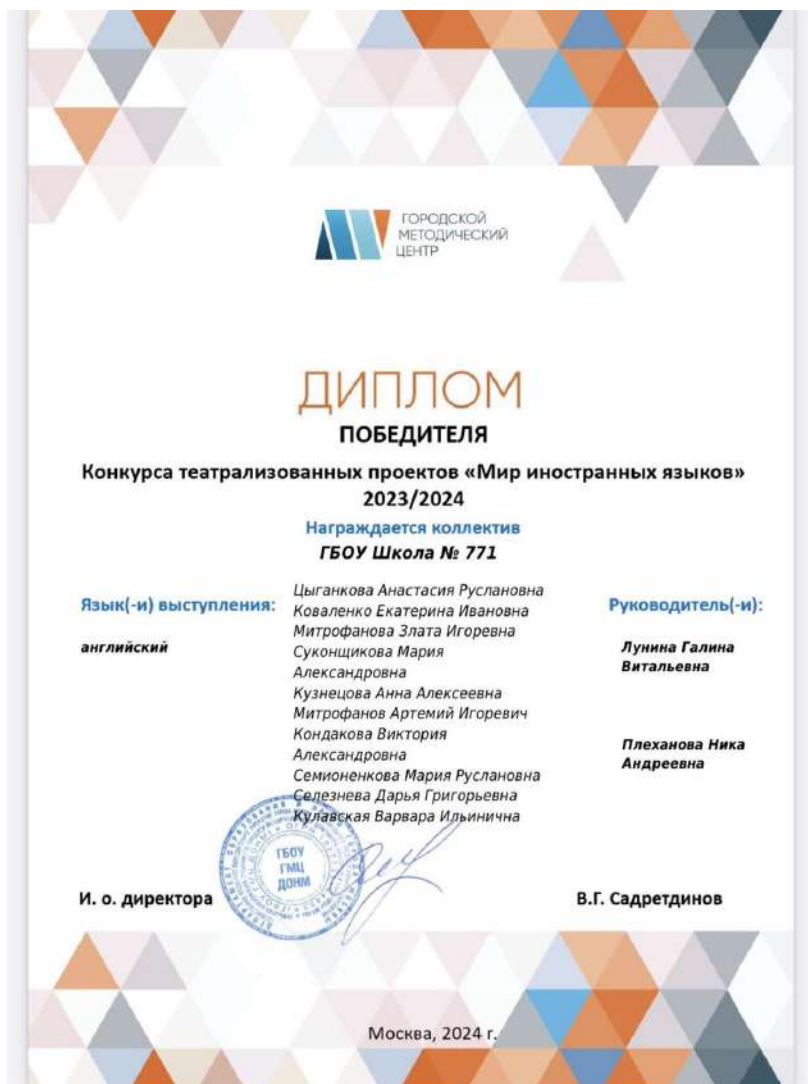 ГОРОДСКОЙ
МЕТОДИЧЕСКИЙ
ЦЕНТР
ДИПЛОМ
ПОБЕДИТЕЛЯ
Конкурса театрализованных проектов «Мир иностранных языков»
2023/2024
Награждается коллектив
ГБОУ Школа № 771
Язык(-и) выступления:
английский
Цыганкова Анастасия Руслановна
Коваленко Екатерина Ивановна
Митрофанова Злата Игоревна
Суконщикова Мария
Александровна
Кузнецова Анна Алексеевна
Митрофанов Артемий Игоревич
Кондакова Виктория
Александровна
Семионенкова Мария Руслановна
Селезнева Дарья Григорьевна
Кулавская Варвара Ильинична
Руководитель(-и):
Лунина Галина
Витальевна
Плеханова Ника
Андреевна
ГБОУ
ГМЦ
ДОНМ
И. о. директора
В.Г. Садретдинов
Москва, 2024 г.